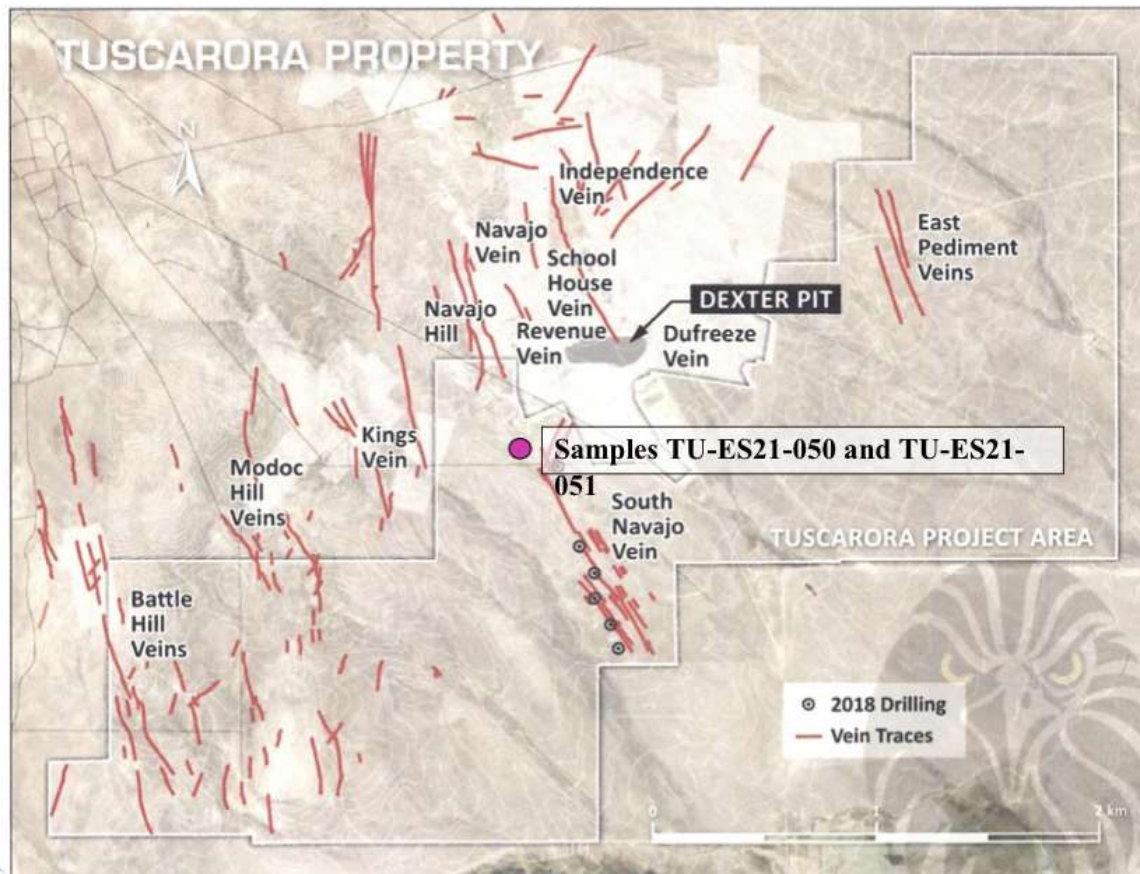 TUSCARORA PROPERTY
N
Independence
Vein
Navajo
Vein
School
House
Vein
East
Pediment
Veins
DEXTER PIT
Navajo
Hill
Revenue
Vein
Dufreeze
Vein
Kings
Vein
Samples TU-ES21-050 and TU-ES21-
051
Modoc
Hill
Veins
South
Navajo
Vein
TUSCARORA PROJECT AREA
Battle
Hill
Veins
2018 Drilling
Vein Traces
0
1
2 km